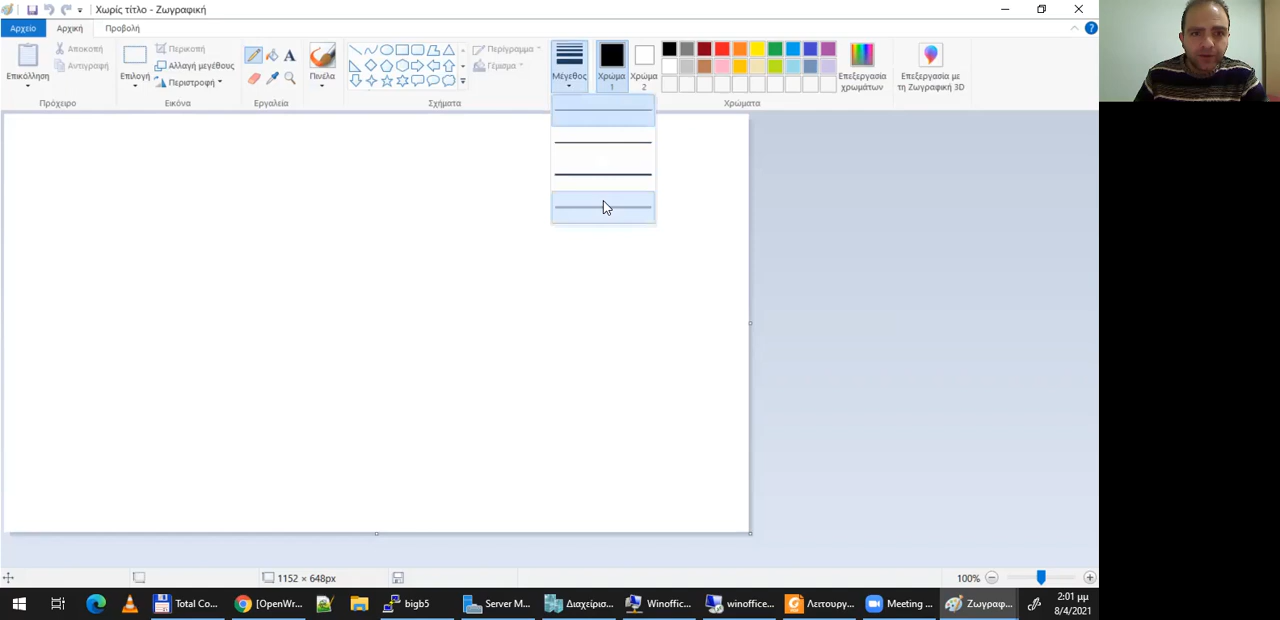 Χωρίς τίτλο - Ζωγραφική
Αρχείο Αρχική Προβολή
Επικόλληση
Αποκοπή
Αντιγραφή
Πρόχειρο
Επιλογή
Περικοπή
Αλλαγή μεγέθους
Περιστροφή
Εικόνα
A
Εργαλεία
Πινέλα
Σχήματα
Περίγραμμα
Γέμισμα
Μέγεθος
Χρώμα 1
Χρώμα 2
Χρώματα
Επεξεργασία χρωμάτων
Επεξεργασία με τη Ζωγραφική 3D
1152 × 648px
100%
Total Co...
[OpenWr...
bigb5
Server M...
Διαχείρισ...
Winoffic...
winoffice...
Λειτουργ...
Meeting ...
Ζωγραφ...
2:01 μμ
8/4/2021